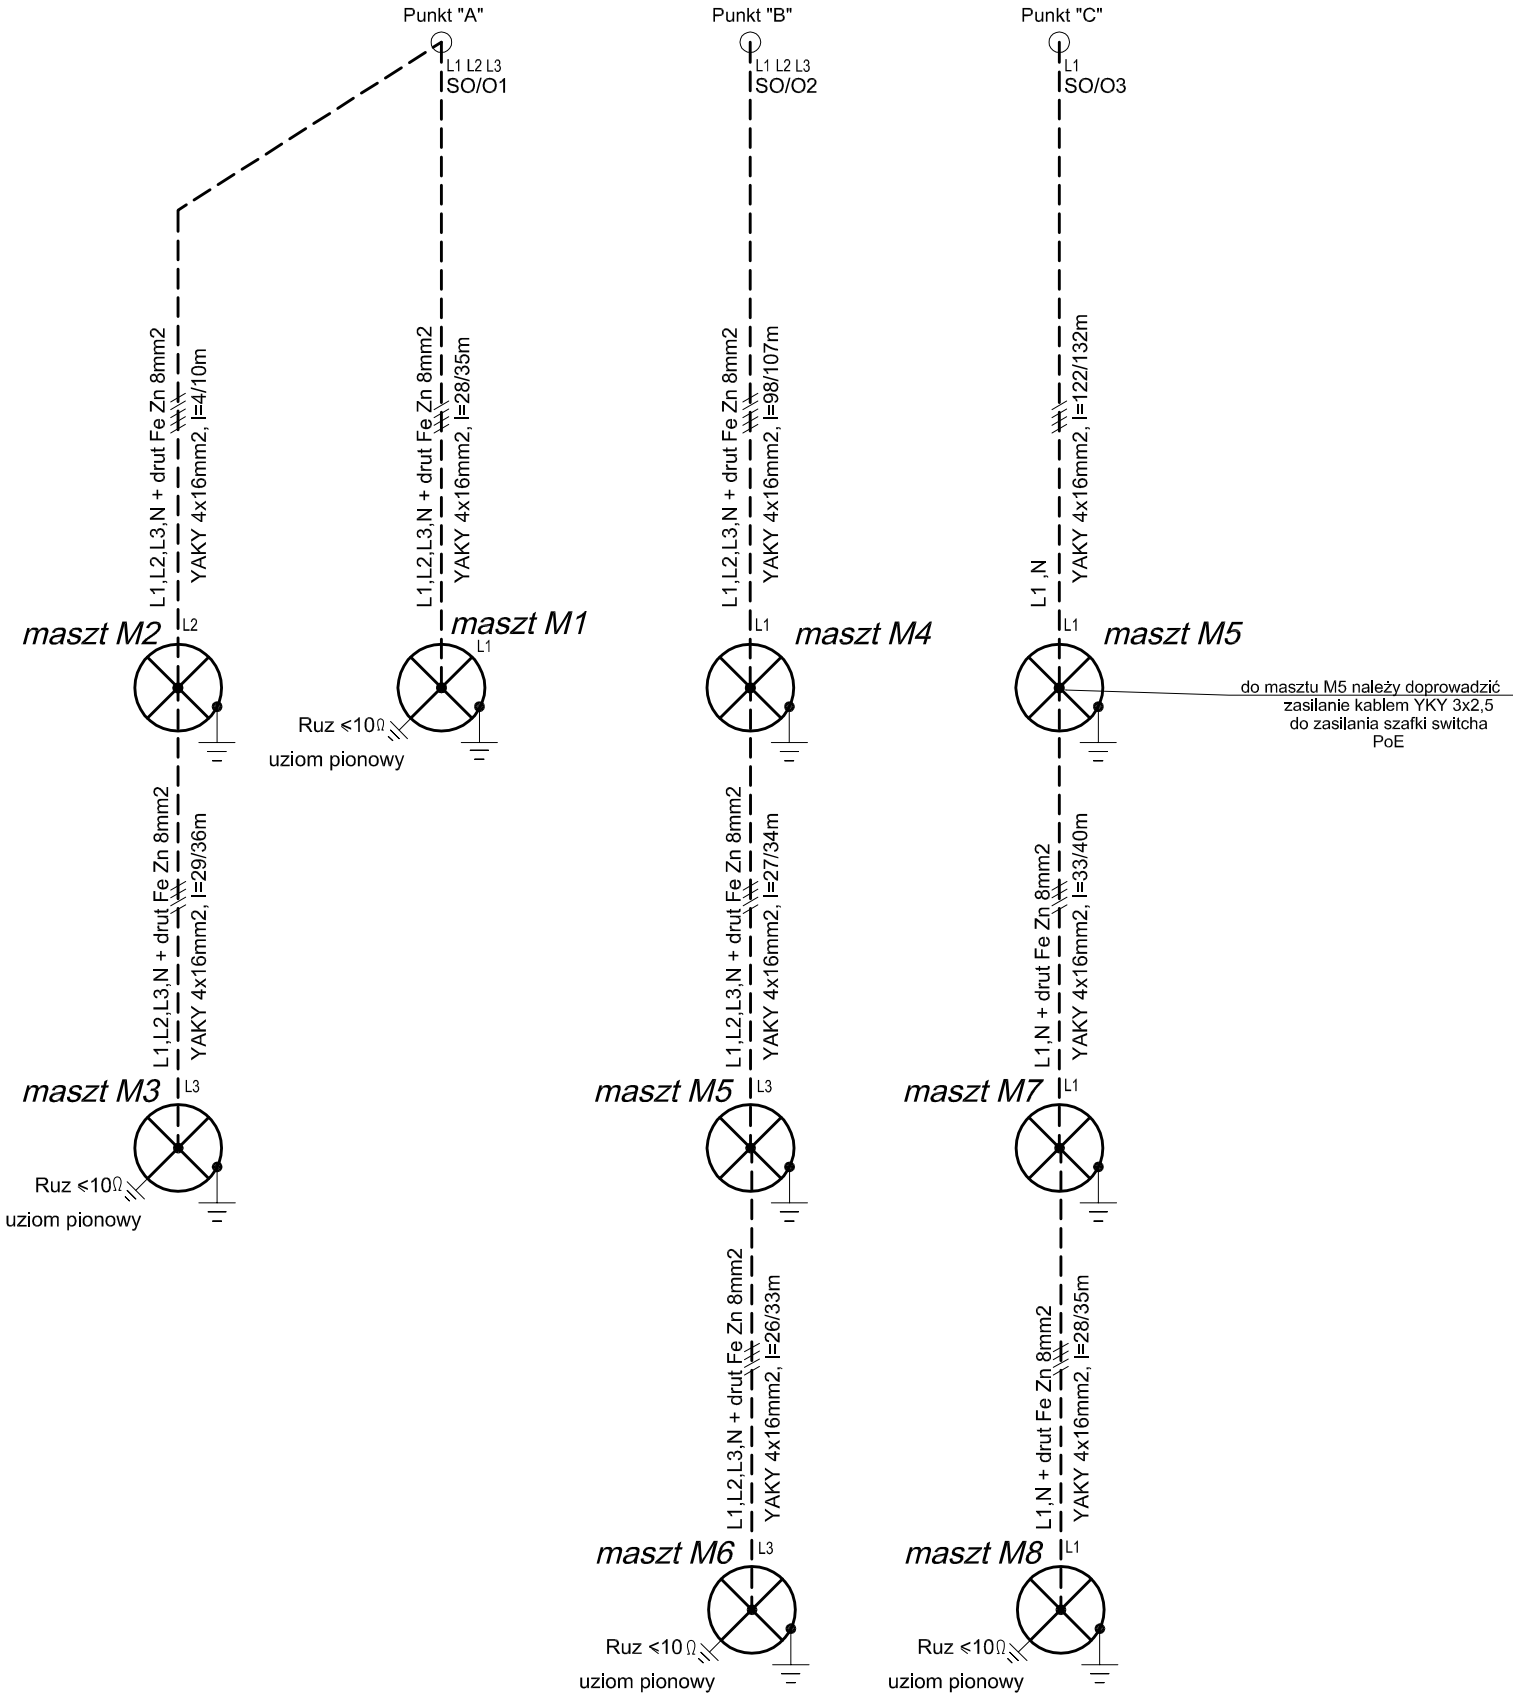 Punkt "A"
L1 L2 L3
SO/O1
Punkt "B"
L1 L2 L3
SO/O2
Punkt "C"
L1
SO/O3
L1,L2,L3,N + drut Fe Zn 8mm2
YAKY 4x16mm2, l=4/10m
L1,L2,L3,N + drut Fe Zn 8mm2
YAKY 4x16mm2, l=28/35m
L1,L2,L3,N + drut Fe Zn 8mm2
YAKY 4x16mm2, l=98/107m
L1 ,N
YAKY 4x16mm2, l=122/132m
maszt M2
L2
maszt M1
L1
Ruz ≤10Ω
uziom pionowy
L1
maszt M4
L1
maszt M5
do masztu M5 należy doprowadzić
zasilanie kablem YKY 3x2,5
do zasilania szafki switcha
PoE
L1,L2,L3,N + drut Fe Zn 8mm2
YAKY 4x16mm2, l=29/36m
L1,L2,L3,N + drut Fe Zn 8mm2
YAKY 4x16mm2, l=27/34m
L1,N + drut Fe Zn 8mm2
YAKY 4x16mm2, l=33/40m
maszt M3
L3
Ruz ≤10Ω
uziom pionowy
maszt M5
L3
maszt M7
L1
L1,L2,L3,N + drut Fe Zn 8mm2
YAKY 4x16mm2, l=26/33m
L1,N + drut Fe Zn 8mm2
YAKY 4x16mm2, l=28/35m
maszt M6
L3
Ruz ≤10Ω
uziom pionowy
maszt M8
L1
Ruz ≤10Ω
uziom pionowy